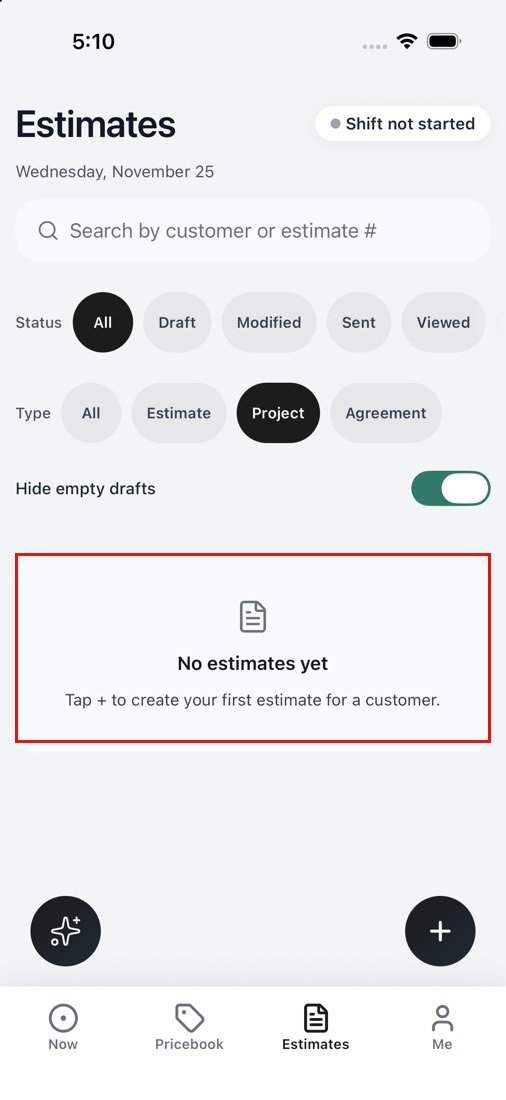 5:10
Estimates
Shift not started
Wednesday, November 25
Search by customer or estimate #
Status All Draft Modified Sent Viewed
Type All Estimate Project Agreement
Hide empty drafts
No estimates yet
Tap + to create your first estimate for a customer.
Now Pricebook Estimates Me